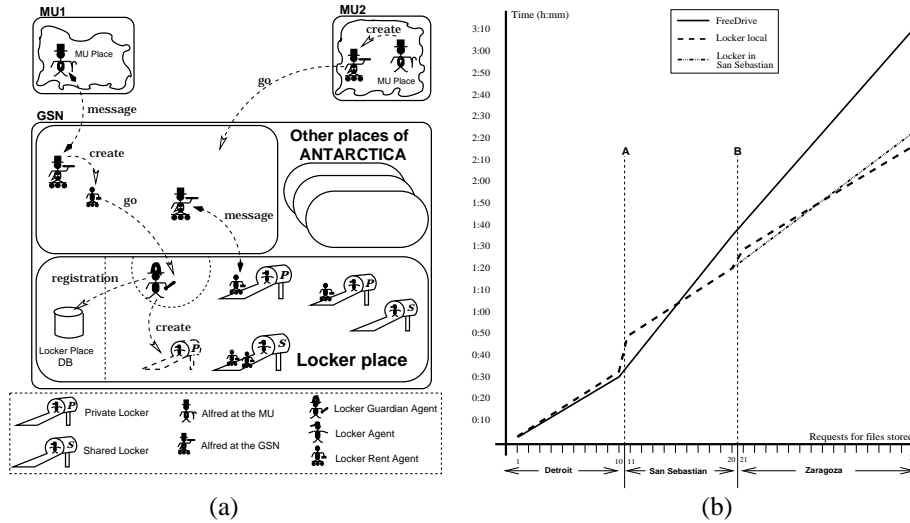 MU1
MU Place
MU2
create
MU Place
go
message
GSN
create
go
message
Other places of
ANTARCTICA
registration
P
P
S
Locker Place
DB
create
P
S
Locker place
P
Private Locker
S
Shared Locker
Alfred at the MU
Alfred at the GSN
Locker Guardian Agent
Locker Agent
Locker Rent Agent
(a)
Time (h:mm)
FreeDrive
Locker local
Locker in
San Sebastian
3:10
3:00
2:50
2:40
2:30
2:20
2:10
2:00
1:50
1:40
1:30
1:20
1:10
1:00
0:50
0:40
0:30
0:20
0:10
A
B
Requests for files stored
1
10
11
20
21
Detroit
San Sebastian
Zaragoza
(b)